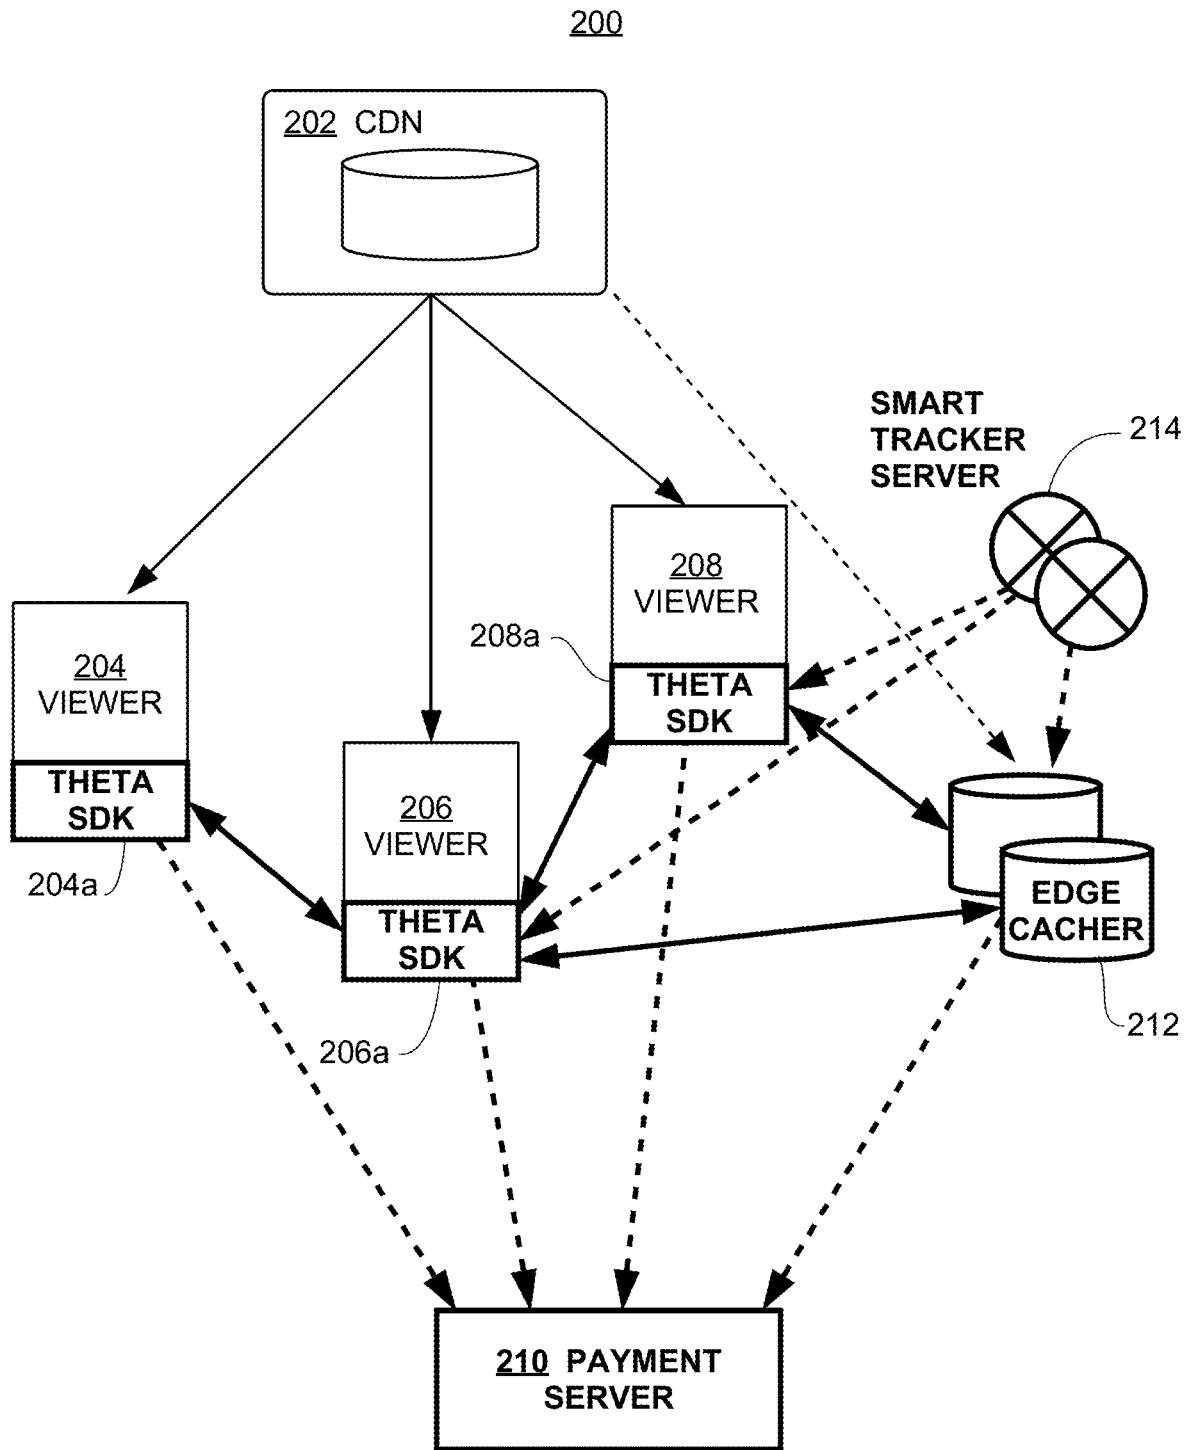 200
202 CDN
SMART
TRACKER
SERVER
214
208
VIEWER
208a
THETA
SDK
204
VIEWER
THETA
SDK
204a
206
VIEWER
THETA
SDK
206a
EDGE
CACHER
212
210 PAYMENT
SERVER